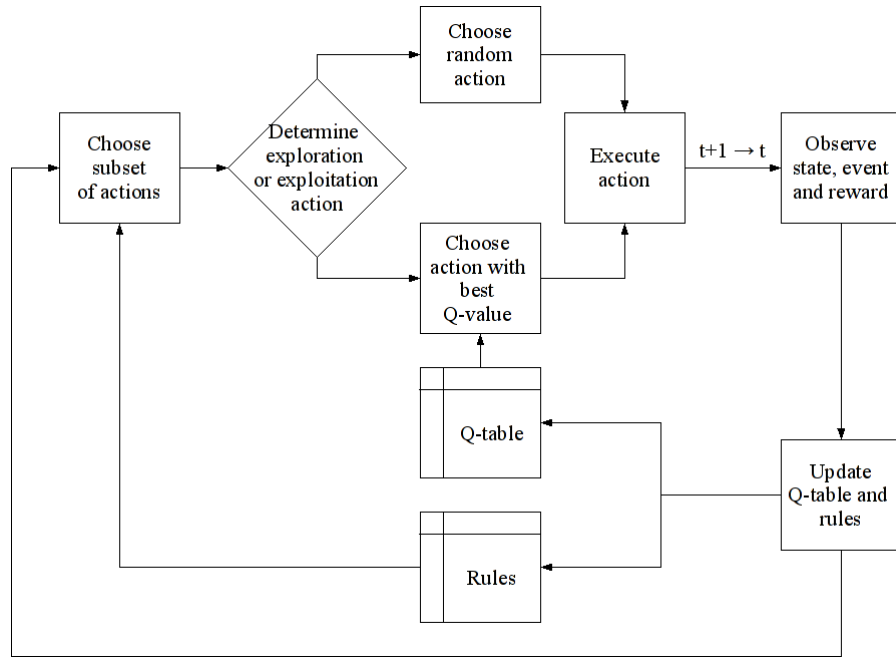 Choose
random
action
Choose
subset
of actions
Determine
exploration
or exploitation
action
Execute
action
t+1 → t
Observe
state, event
and reward
Choose
action with
best
Q-value
Q-table
Update
Q-table and
rules
Rules